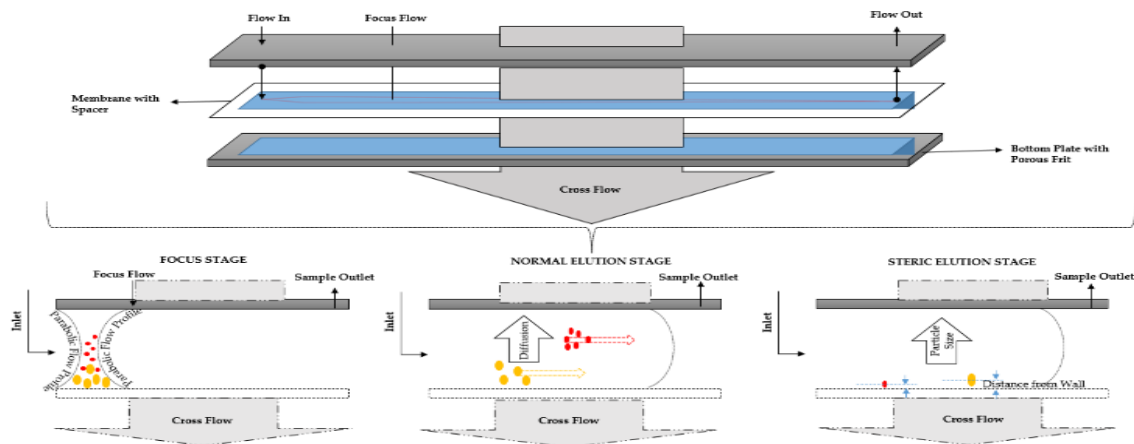 Flow In
Focus Flow
Flow Out
Membrane with
Spacer
Bottom Plate with
Porous Frit
Cross Flow
FOCUS STAGE
Focus Flow
Sample Outlet
Inlet
Parabolic Flow Profile
Parabolic Flow Profile
Cross Flow
NORMAL ELUTION STAGE
Sample Outlet
Inlet
Diffusion
Cross Flow
STERIC ELUTION STAGE
Sample Outlet
Inlet
Particle
Size
Distance from Wall
Cross Flow